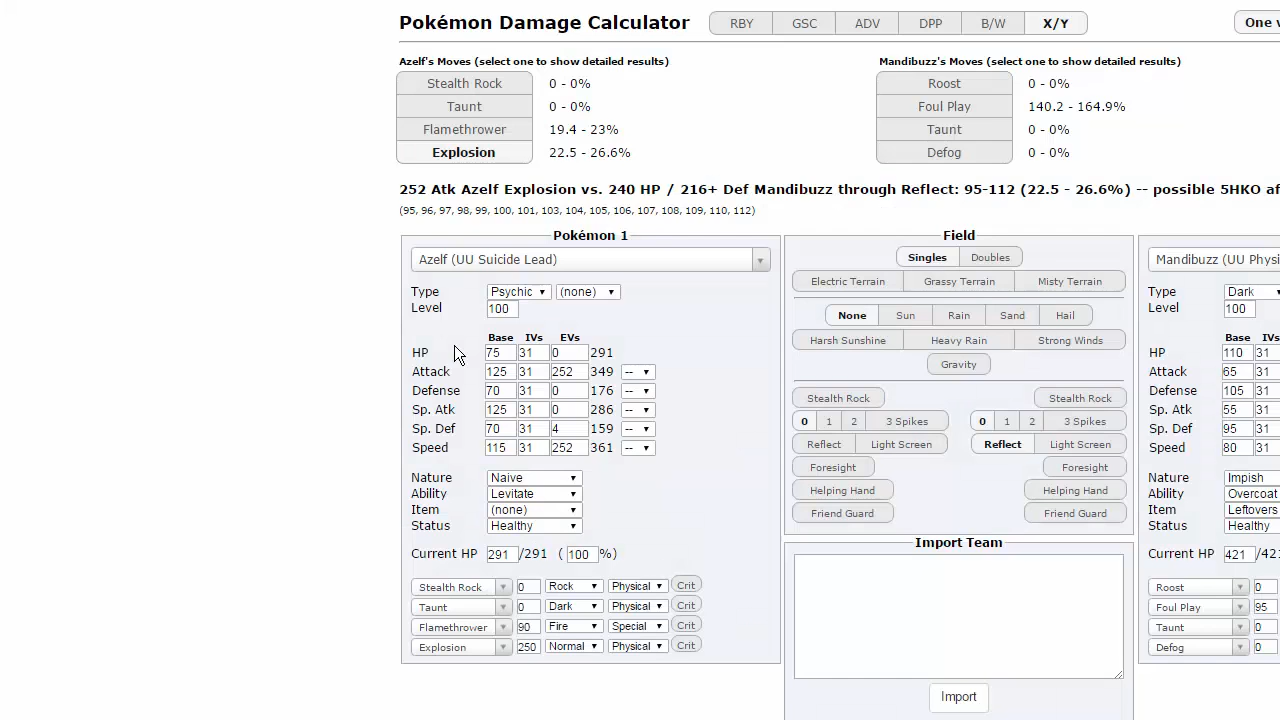 Pokémon Damage Calculator RBY GSC ADV DPP B/W X/Y One v
Azelf's Moves (select one to show detailed results) Mandibuzz's Moves (select one to show detailed results)
Stealth Rock 0 - 0% Roost 0 - 0%
Taunt 0 - 0% Foul Play 140.2 - 164.9%
Flamethrower 19.4 - 23% Taunt 0 - 0%
Explosion 22.5 - 26.6% Defog 0 - 0%
252 Atk Azelf Explosion vs. 240 HP / 216+ Def Mandibuzz through Reflect: 95-112 (22.5 - 26.6%) -- possible 5HKO af
(95, 96, 97, 98, 99, 100, 101, 103, 104, 105, 106, 107, 108, 109, 110, 112)
Pokémon 1
Azelf (UU Suicide Lead)
Type Psychic (none)
Level 100
Base IVs EVs
HP 75 31 0 291
Attack 125 31 252 349 --
Defense 70 31 0 176 --
Sp. Atk 125 31 0 286 --
Sp. Def 70 31 4 159 --
Speed 115 31 252 361 --
Nature Naive
Ability Levitate
Item (none)
Status Healthy
Current HP 291 /291 ( 100 %)
Stealth Rock 0 Rock Physical Crit
Taunt 0 Dark Physical Crit
Flamethrower 90 Fire Special Crit
Explosion 250 Normal Physical Crit
Field
Singles Doubles
Electric Terrain Grassy Terrain Misty Terrain
None Sun Rain Sand Hail
Harsh Sunshine Heavy Rain Strong Winds
Gravity
Stealth Rock Stealth Rock
0 1 2 3 Spikes 0 1 2 3 Spikes
Reflect Light Screen Reflect Light Screen
Foresight Foresight
Helping Hand Helping Hand
Friend Guard Friend Guard
Import Team
Import
Mandibuzz (UU Physi
Type Dark
Level 100
Base IVs
HP 110 31
Attack 65 31
Defense 105 31
Sp. Atk 55 31
Sp. Def 95 31
Speed 80 31
Nature Impish
Ability Overcoat
Item Leftovers
Status Healthy
Current HP 421 /421
Roost 0
Foul Play 95
Taunt 0
Defog 0